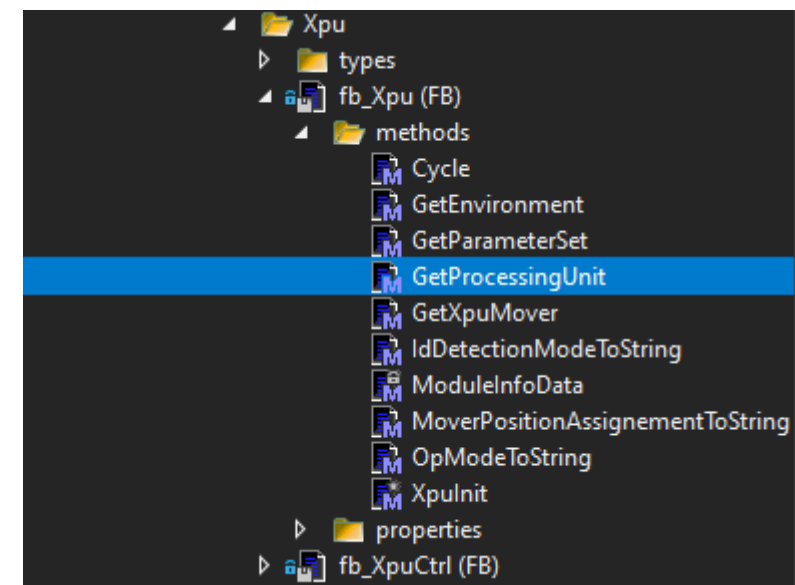 Xpu
types
fb_Xpu (FB)
methods
Cycle
GetEnvironment
GetParameterSet
GetProcessingUnit
GetXpuMover
IdDetectionModeToString
ModuleInfoData
MoverPositionAssignementToString
OpModeToString
XpuInit
properties
fb_XpuCtrl (FB)